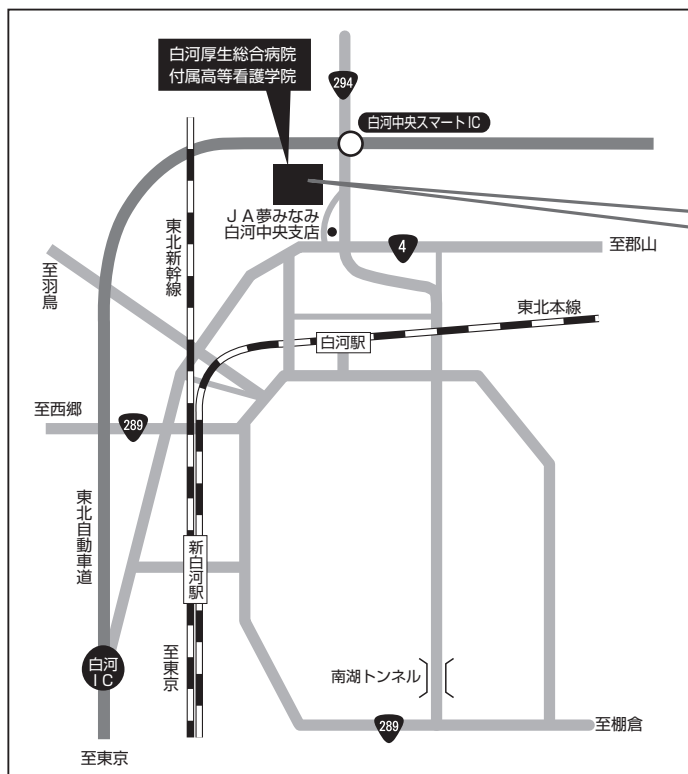 白河厚生総合病院
付属高等看護学院
294
白河中央スマートIC
JA夢みなみ
白河中央支店
4
至郡山
東北新幹線
至羽鳥
東北本線
白河駅
至西郷
289
東北自動車道
新白河駅
白河
IC
至東京
南湖トンネル
289
至棚倉
至東京